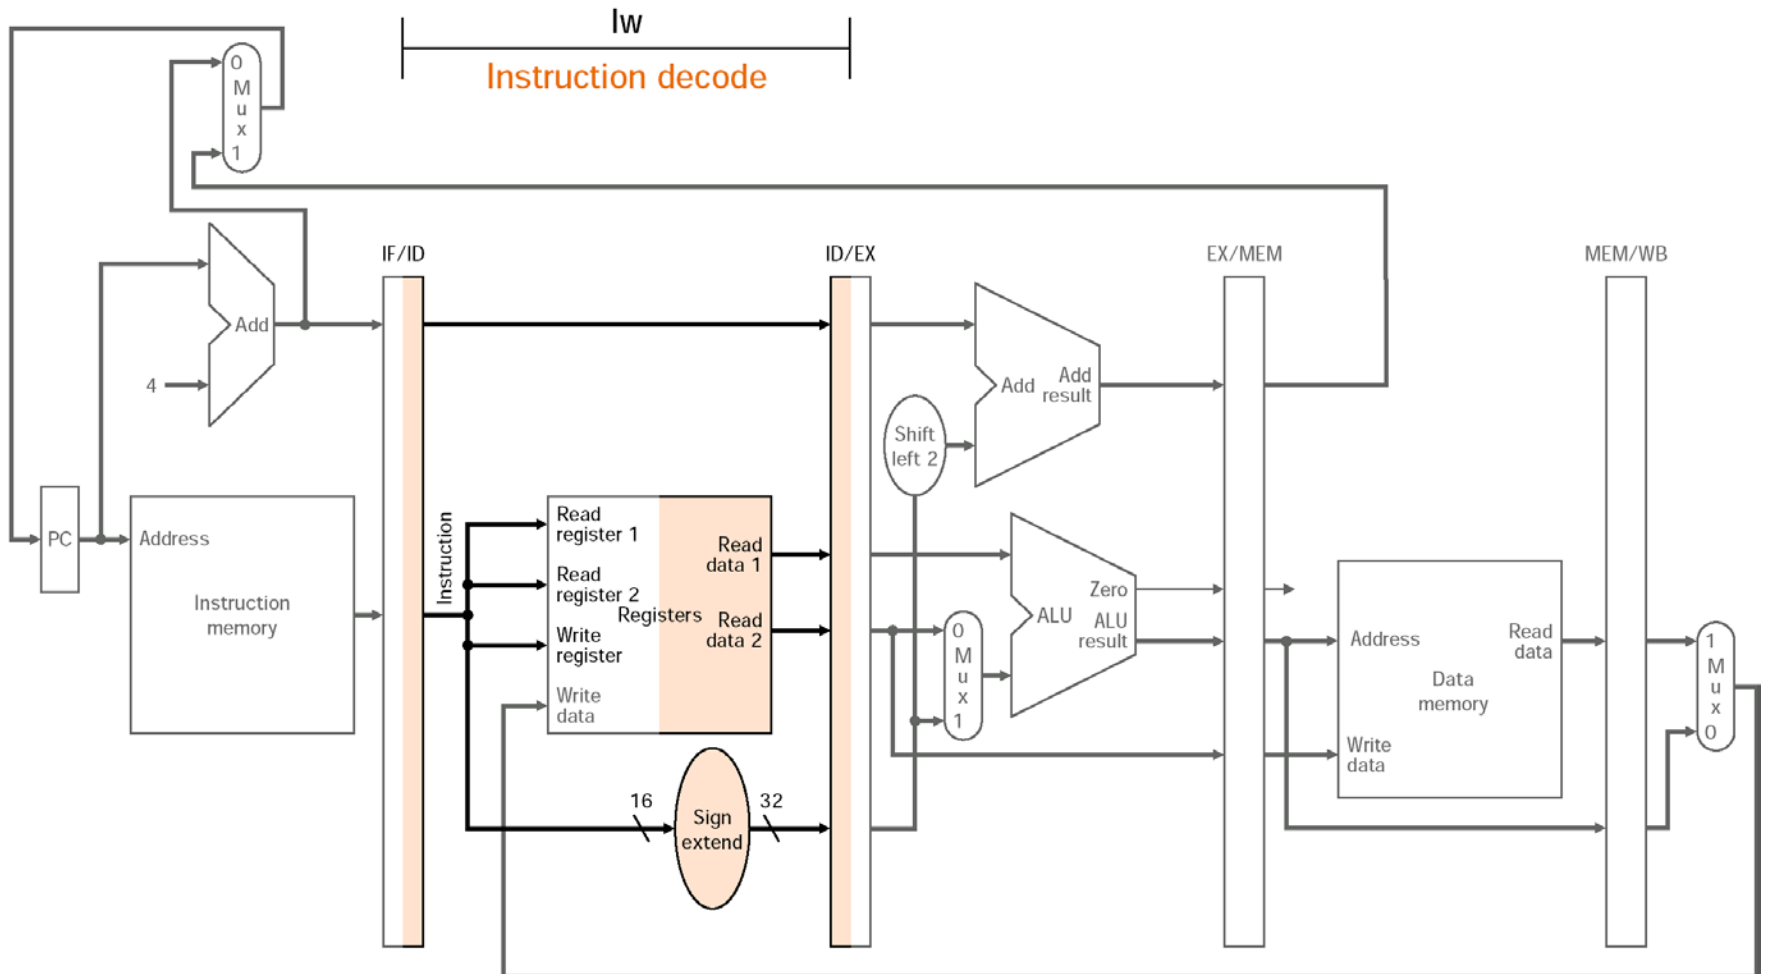 lw
Instruction decode
0
M
u
x
1
IF/ID
ID/EX
EX/MEM
MEM/WB
Add
4
Add
Add
result
Shift
left 2
PC
Address
Instruction
memory
Instruction
Read
register 1
Read
register 2
Write
register
Write
data
Registers
Read
data 1
Read
data 2
0
M
u
x
1
Zero
ALU
ALU
result
Address
Read
data
Data
memory
Write
data
1
M
u
x
0
16
Sign
extend
32